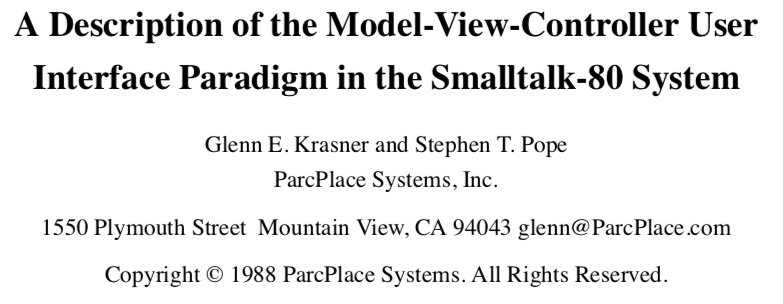 A Description of the Model-View-Controller User
Interface Paradigm in the Smalltalk-80 System
Glenn E. Krasner and Stephen T. Pope
ParcPlace Systems, Inc.
1550 Plymouth Street  Mountain View, CA 94043 glenn@ParcPlace.com
Copyright © 1988 ParcPlace Systems. All Rights Reserved.